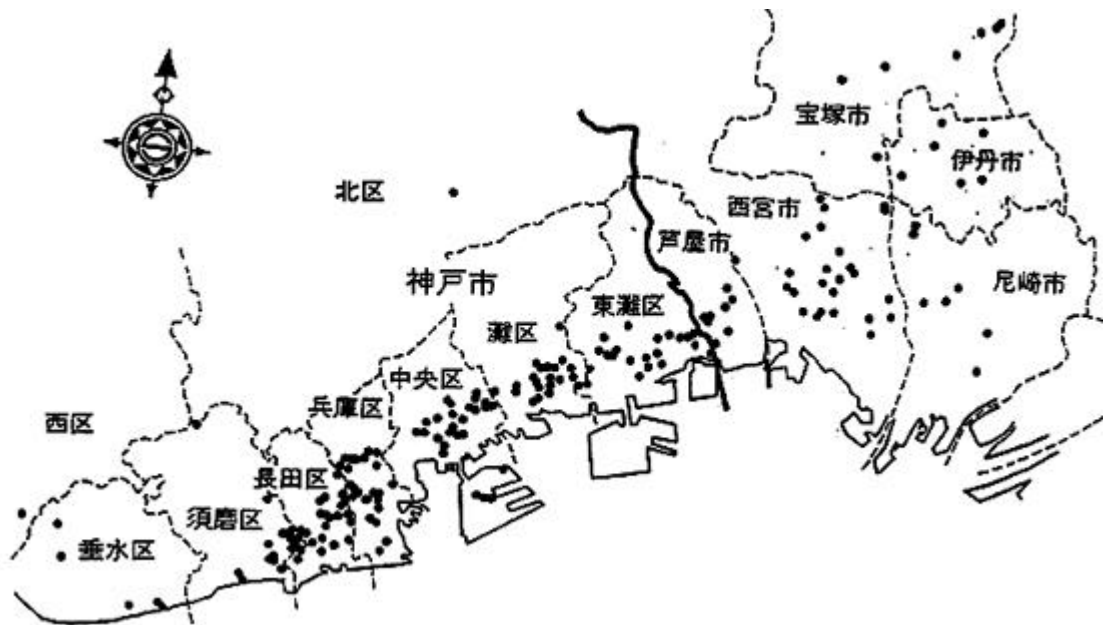 宝塚市
伊丹市
北区
西宮市
芦屋市
神戸市
尼崎市
東灘区
灘区
中央区
兵庫区
西区
長田区
須磨区
垂水区